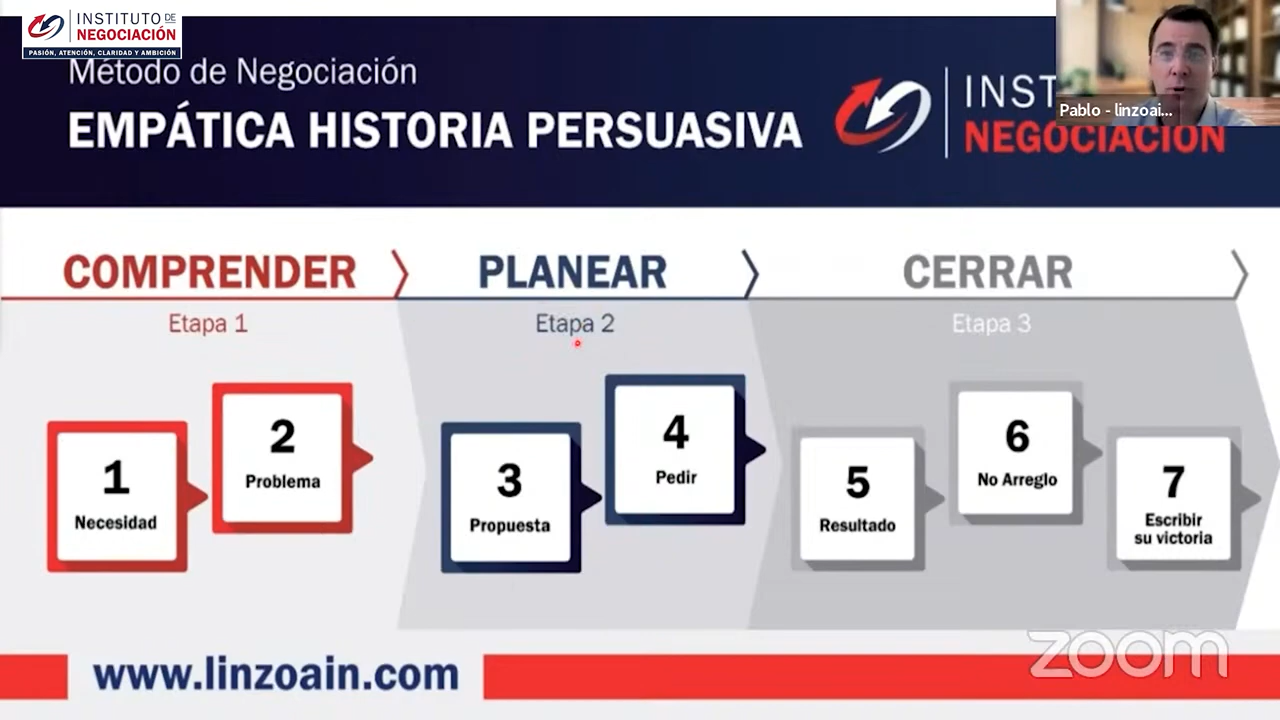 INSTITUTO DE
NEGOCIACIÓN
PASIÓN, ATENCIÓN, CLARIDAD Y AMBICIÓN
Método de Negociación
EMPÁTICA HISTORIA PERSUASIVA
INST
NEGOCIACIÓN
Pablo - linzoai...
COMPRENDER
PLANEAR
CERRAR
Etapa 1
Etapa 2
Etapa 3
1
Necesidad
2
Problema
3
Propuesta
4
Pedir
5
Resultado
6
No Arreglo
7
Escribir
su victoria
www.linzoain.com
zoom